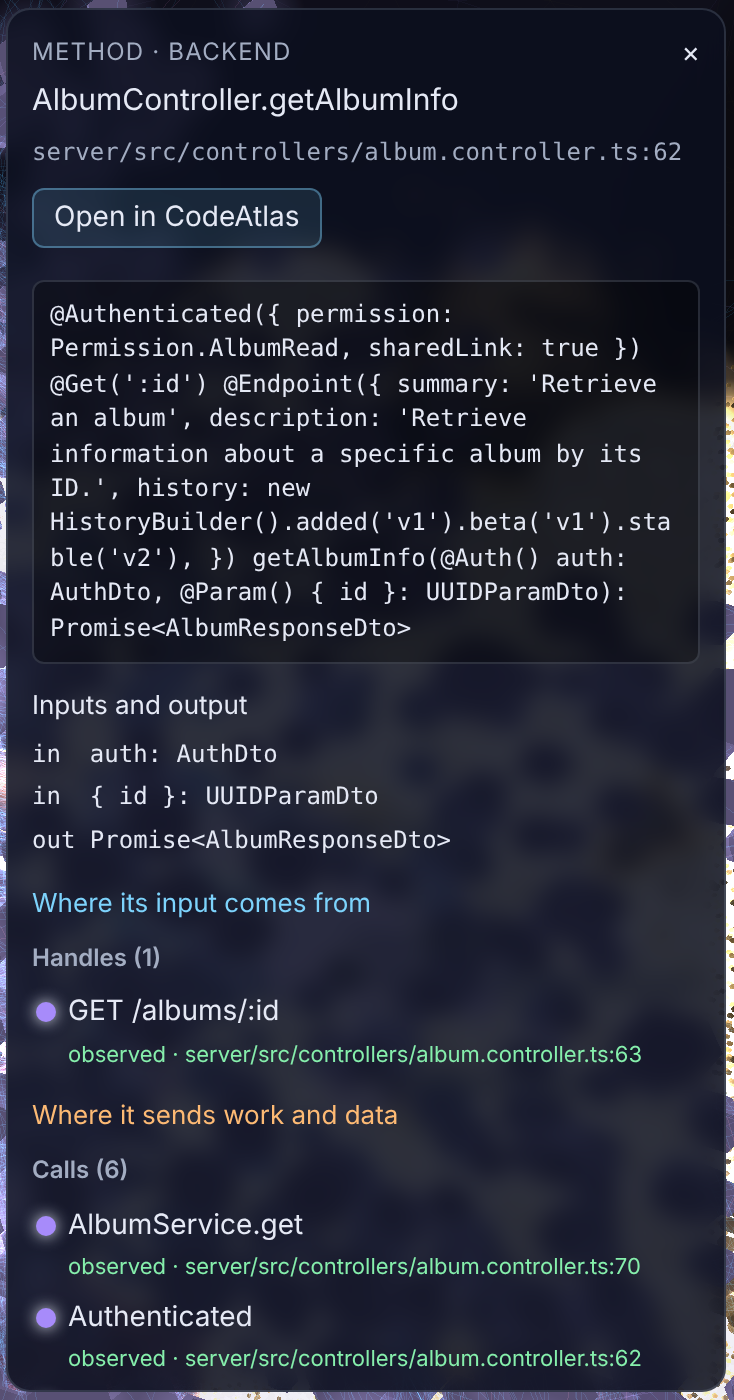 METHOD · BACKEND
×
AlbumController.getAlbumInfo
server/src/controllers/album.controller.ts:62
Open in CodeAtlas
@Authenticated({ permission:
Permission.AlbumRead, sharedLink: true })
@Get(':id') @Endpoint({ summary: 'Retrieve
an album', description: 'Retrieve
information about a specific album by its
ID.', history: new
HistoryBuilder().added('v1').beta('v1').sta
ble('v2'), }) getAlbumInfo(@Auth() auth:
AuthDto, @Param() { id }: UUIDParamDto):
Promise<AlbumResponseDto>
Inputs and output
in  auth: AuthDto
in  { id }: UUIDParamDto
out Promise<AlbumResponseDto>
Where its input comes from
Handles (1)
GET /albums/:id
observed · server/src/controllers/album.controller.ts:63
Where it sends work and data
Calls (6)
AlbumService.get
observed · server/src/controllers/album.controller.ts:70
Authenticated
observed · server/src/controllers/album.controller.ts:62